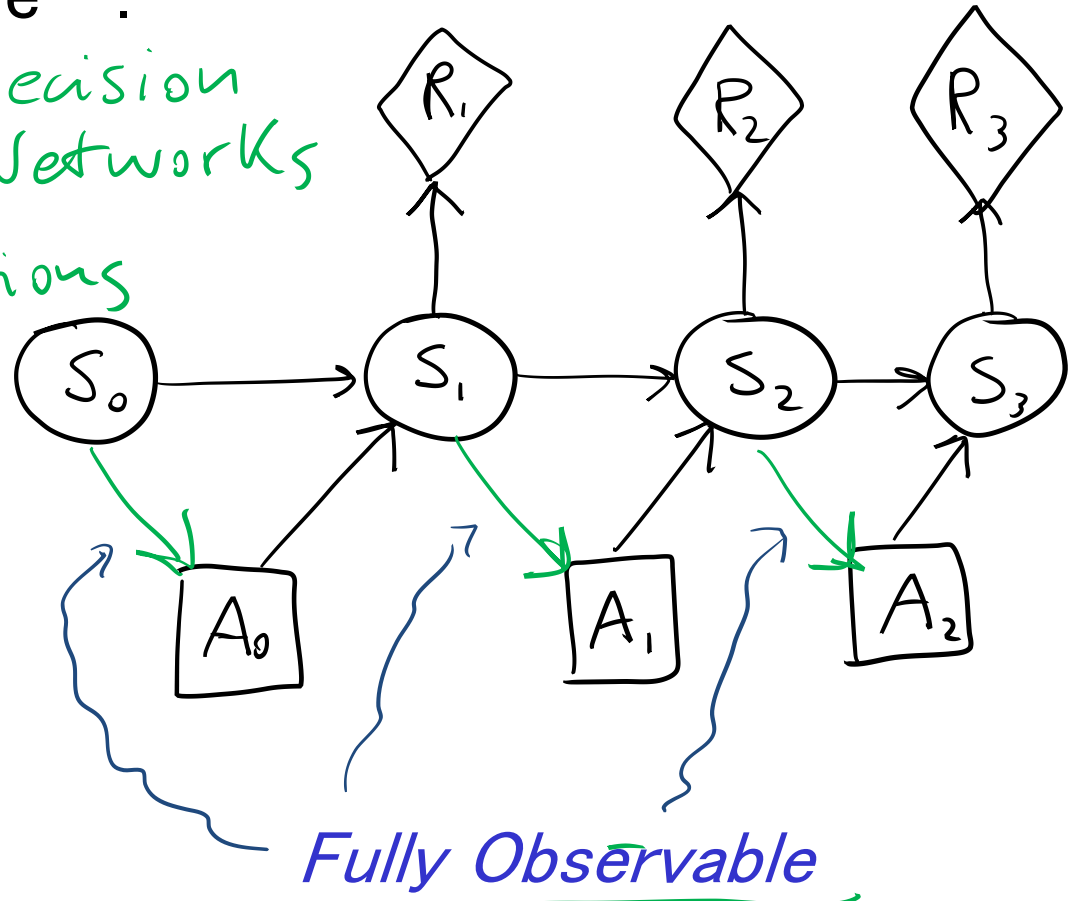 e .
ecision
Networks
ions
R₁ R₂ R₃
S₀ S₁ S₂ S₃
A₀ A₁ A₂
Fully Observable